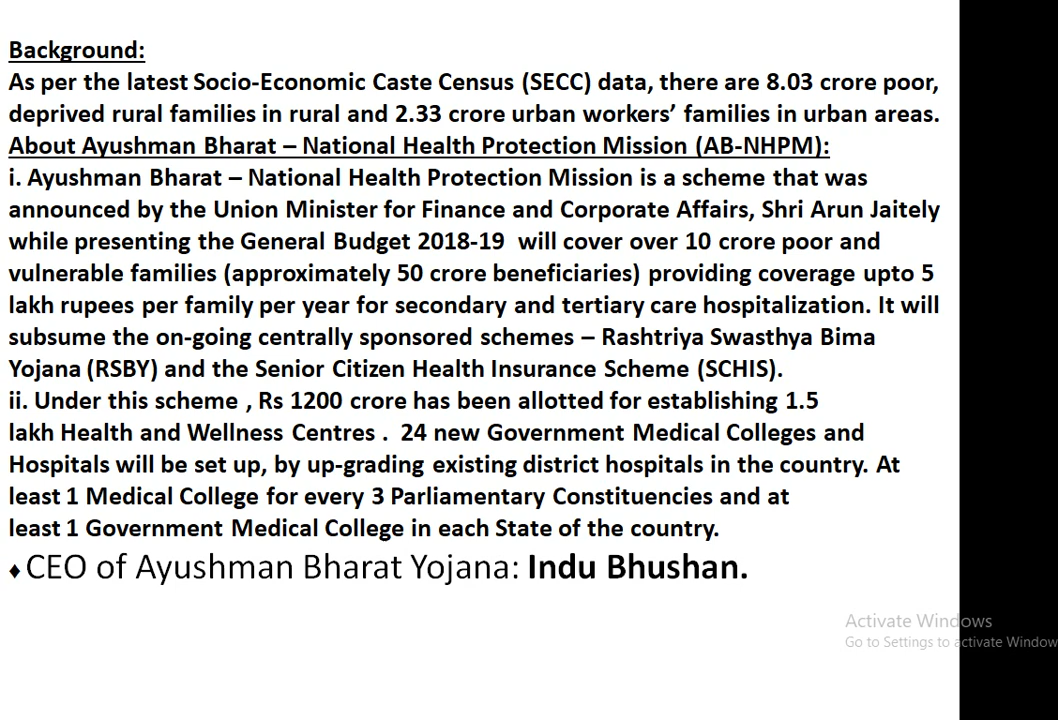 Background:
As per the latest Socio-Economic Caste Census (SECC) data, there are 8.03 crore poor,
deprived rural families in rural and 2.33 crore urban workers’ families in urban areas.
About Ayushman Bharat – National Health Protection Mission (AB-NHPM):
i. Ayushman Bharat – National Health Protection Mission is a scheme that was
announced by the Union Minister for Finance and Corporate Affairs, Shri Arun Jaitely
while presenting the General Budget 2018-19 will cover over 10 crore poor and
vulnerable families (approximately 50 crore beneficiaries) providing coverage upto 5
lakh rupees per family per year for secondary and tertiary care hospitalization. It will
subsume the on-going centrally sponsored schemes – Rashtriya Swasthya Bima
Yojana (RSBY) and the Senior Citizen Health Insurance Scheme (SCHIS).
ii. Under this scheme , Rs 1200 crore has been allotted for establishing 1.5
lakh Health and Wellness Centres . 24 new Government Medical Colleges and
Hospitals will be set up, by up-grading existing district hospitals in the country. At
least 1 Medical College for every 3 Parliamentary Constituencies and at
least 1 Government Medical College in each State of the country.
♦ CEO of Ayushman Bharat Yojana: Indu Bhushan.
Activate Windows
Go to Settings to activate Window